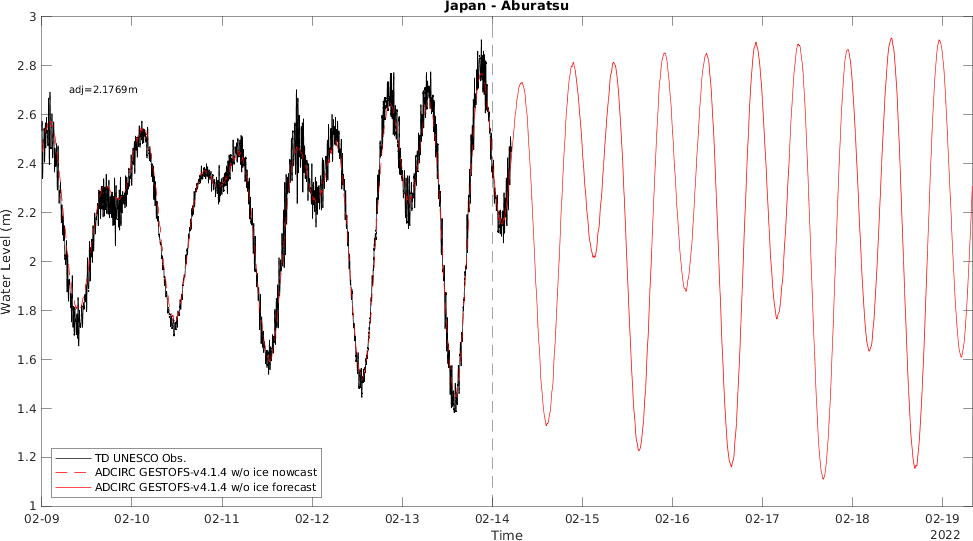 Japan - Aburatsu
3
2.8
2.6
2.4
2.2
2
1.8
1.6
1.4
1.2
1
Water Level (m)
adj=2.1769m
TD UNESCO Obs.
ADCIRC GESTOFS-v4.1.4 w/o ice nowcast
ADCIRC GESTOFS-v4.1.4 w/o ice forecast
02-09 02-10 02-11 02-12 02-13 02-14 02-15 02-16 02-17 02-18 02-19
Time
2022